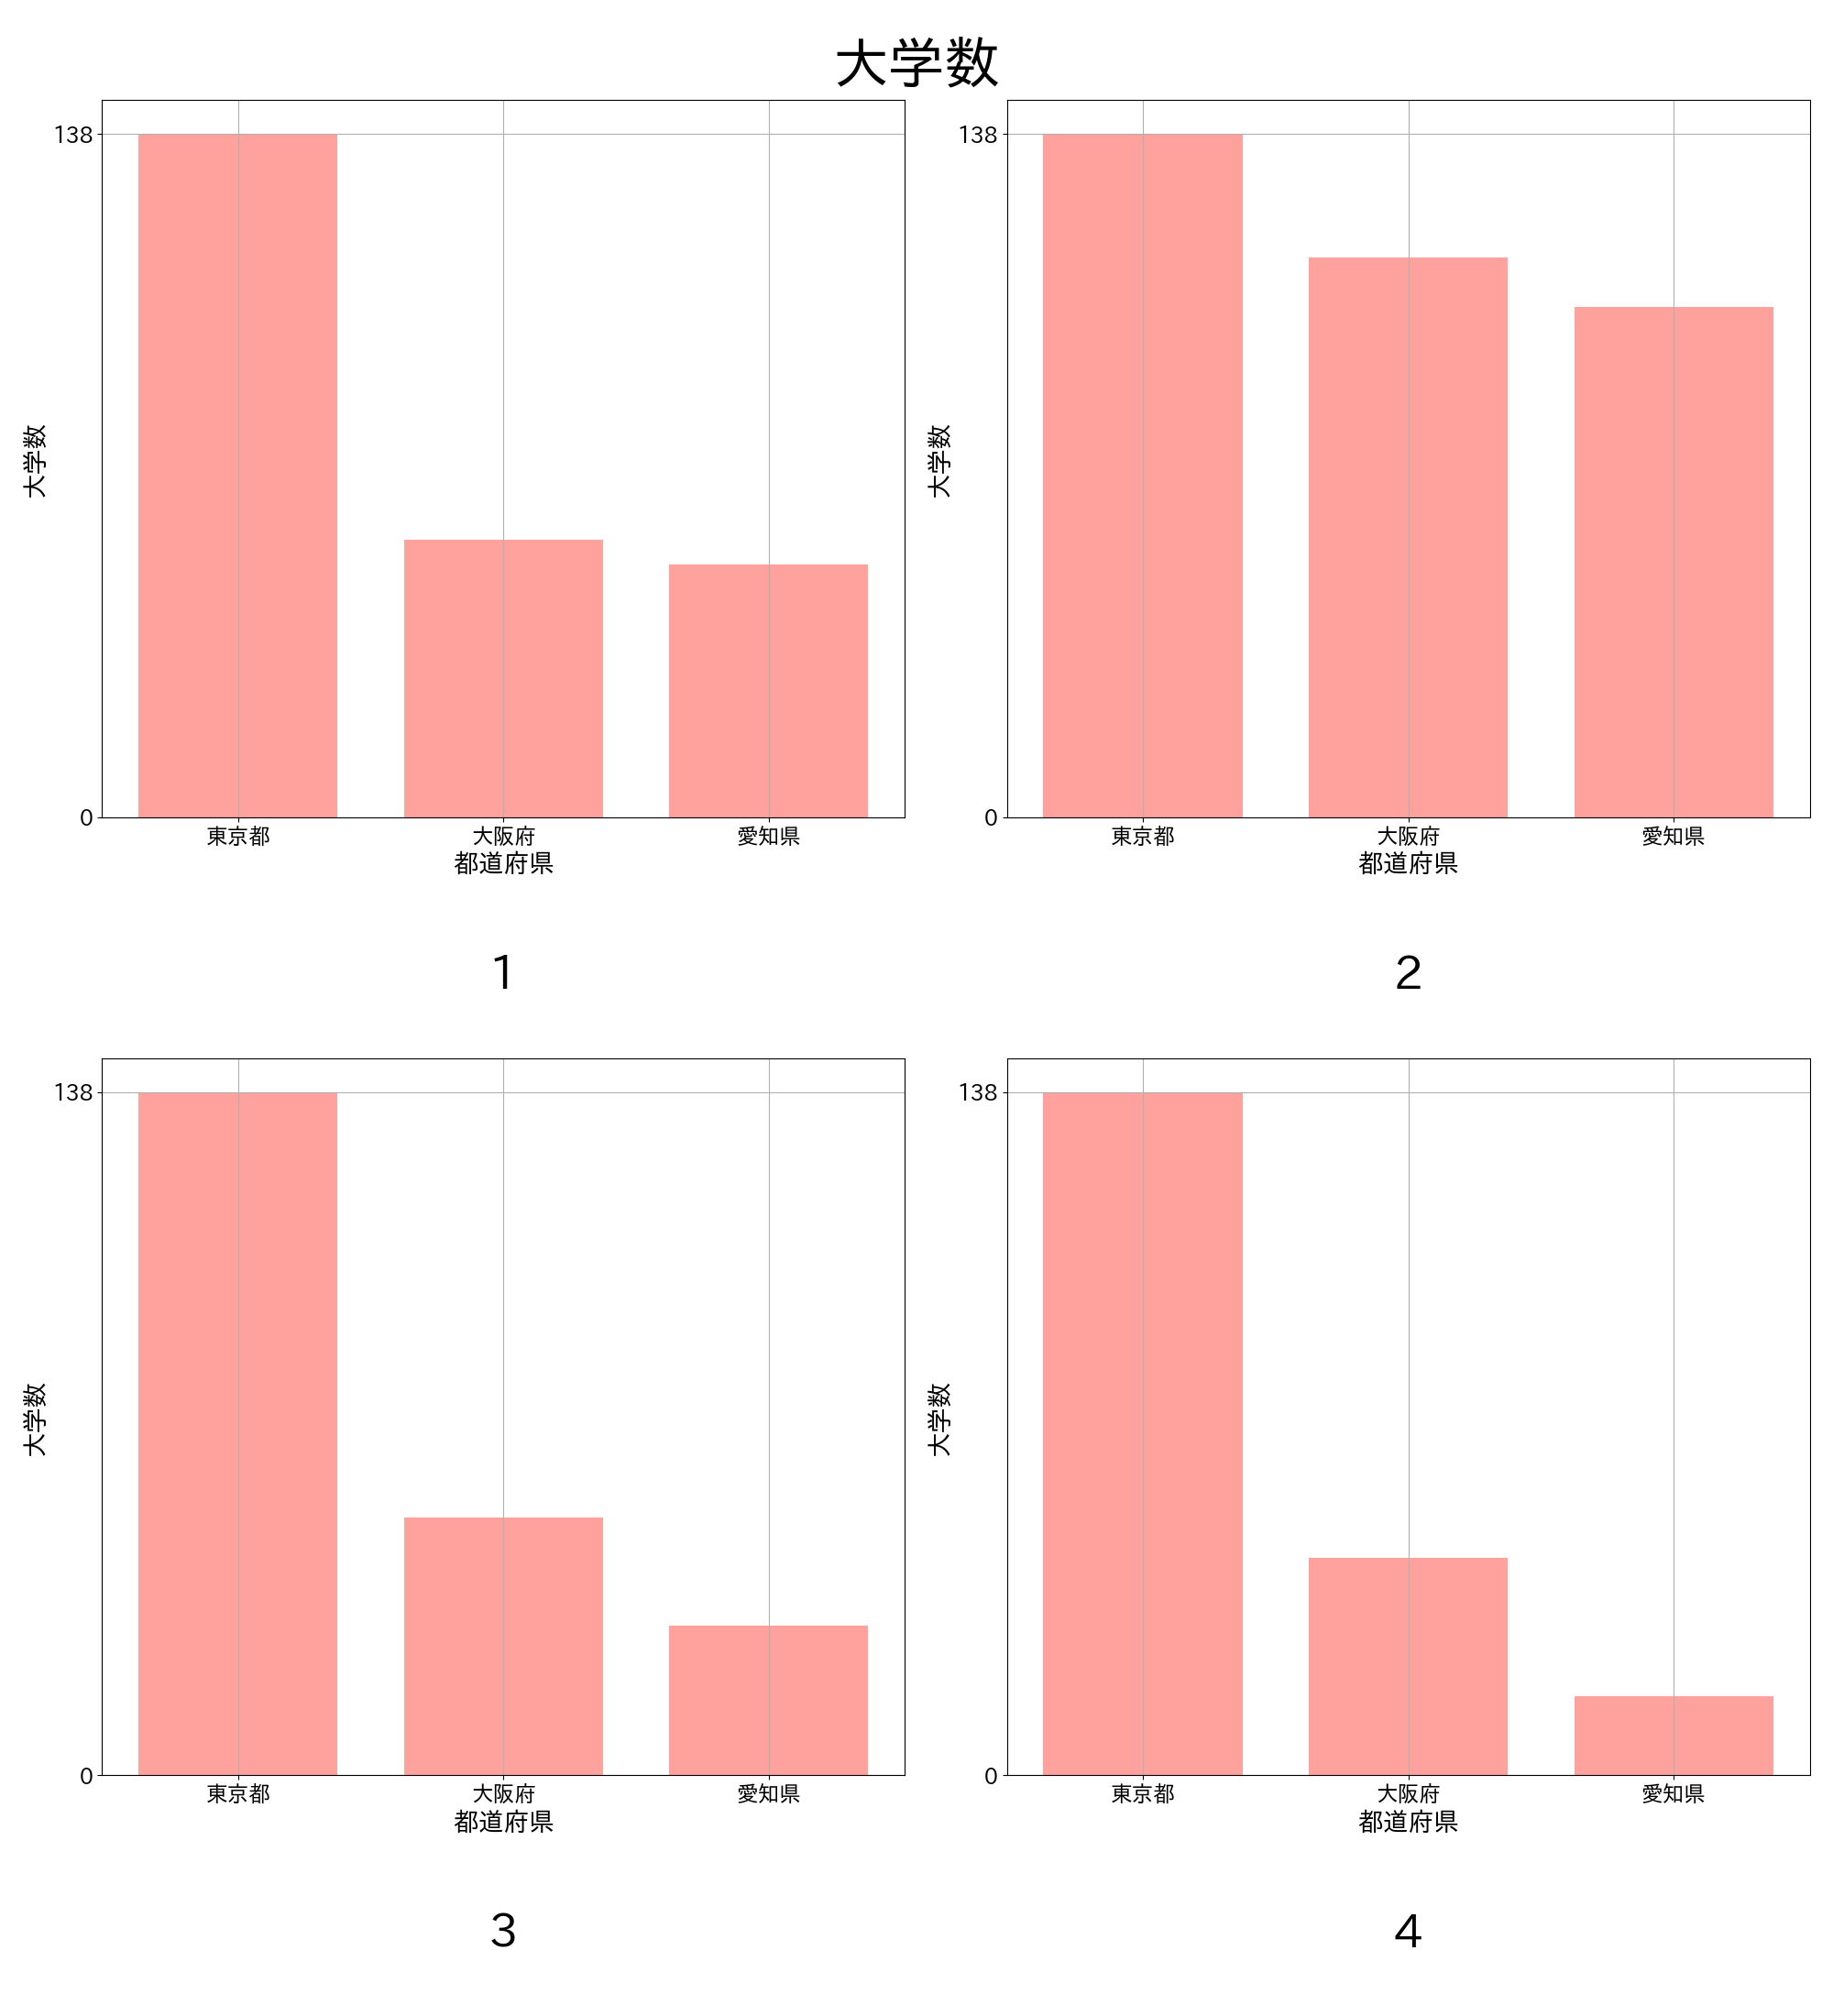 大学数
138
0
大学数
東京都
大阪府
愛知県
都道府県
1
138
0
大学数
東京都
大阪府
愛知県
都道府県
2
138
0
大学数
東京都
大阪府
愛知県
都道府県
3
138
0
大学数
東京都
大阪府
愛知県
都道府県
4